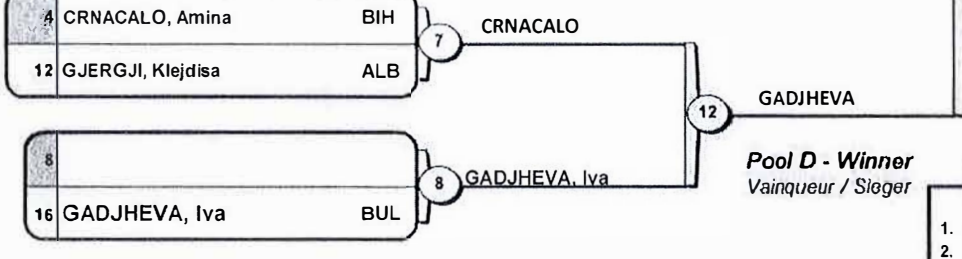 4 CRNACALO, Amina BIH
12 GJERGJI, Klejdisa ALB
7
CRNACALO
12
GADJHEVA
Pool D - Winner
Vainqueur / Sieger
8
16 GADJHEVA, Iva BUL
8
GADJHEVA, Iva
1.
2.